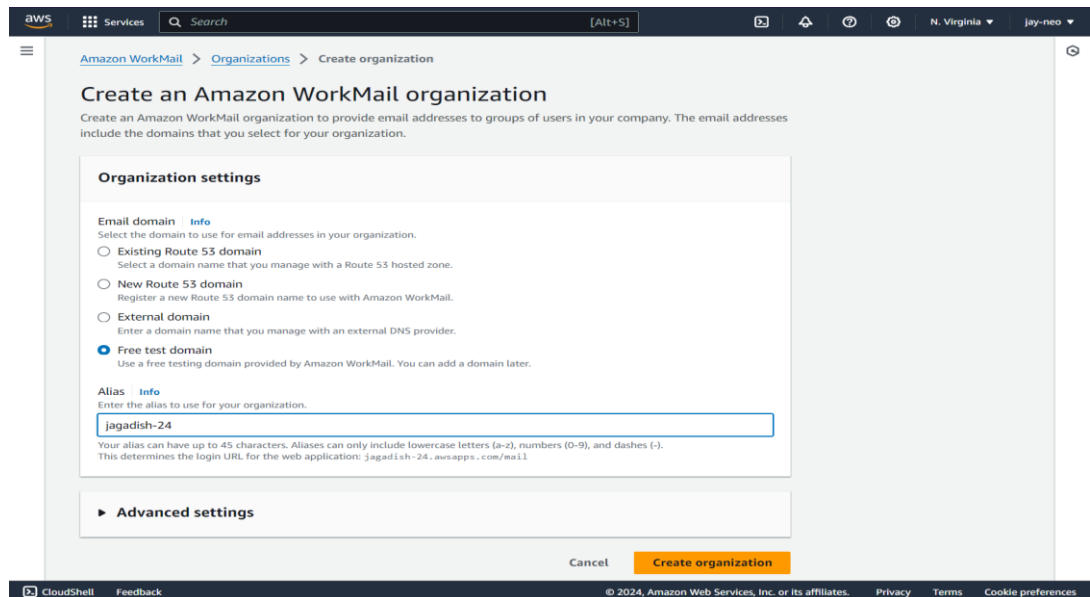 aws
Services
Search
[Alt+S]
N. Virginia ▼
jay-neo ▼
Amazon WorkMail > Organizations > Create organization
Create an Amazon WorkMail organization
Create an Amazon WorkMail organization to provide email addresses to groups of users in your company. The email addresses
include the domains that you select for your organization.
Organization settings
Email domain Info
Select the domain to use for email addresses in your organization.
Existing Route 53 domain
Select a domain name that you manage with a Route 53 hosted zone.
New Route 53 domain
Register a new Route 53 domain name to use with Amazon WorkMail.
External domain
Enter a domain name that you manage with an external DNS provider.
Free test domain
Use a free testing domain provided by Amazon WorkMail. You can add a domain later.
Alias Info
Enter the alias to use for your organization.
jagadish-24
Your alias can have up to 45 characters. Aliases can only include lowercase letters (a-z), numbers (0-9), and dashes (-).
This determines the login URL for the web application: jagadish-24.awsapps.com/mail
Advanced settings
Cancel
Create organization
CloudShell
Feedback
© 2024, Amazon Web Services, Inc. or its affiliates.
Privacy
Terms
Cookie preferences